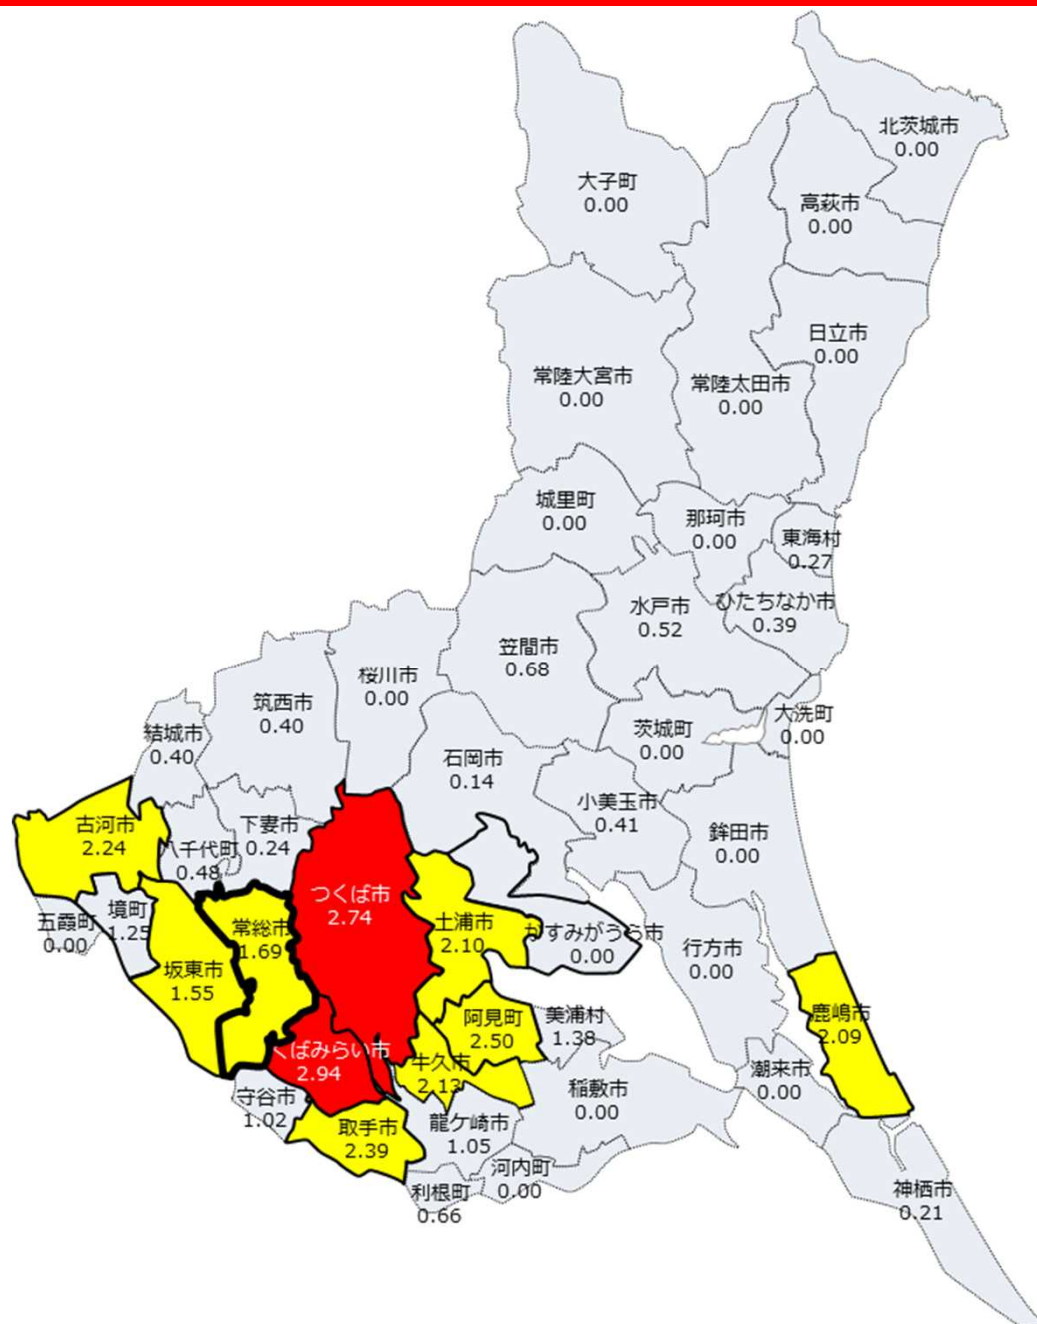 北茨城市
0.00
大子町
0.00
高萩市
0.00
日立市
0.00
常陸大宮市
0.00
常陸太田市
0.00
城里町
0.00
那珂市
0.00
東海村
0.27
水戸市
0.52
ひたちなか市
0.39
笠間市
0.68
桜川市
0.00
筑西市
0.40
結城市
0.40
茨城町
0.00
大洗町
0.00
石岡市
0.14
小美玉市
0.41
鉾田市
0.00
古河市
2.24
八千代町
0.48
下妻市
0.24
つくば市
2.74
土浦市
2.10
かすみがうら市
0.00
五霞町
0.00
境町
1.25
常総市
1.69
坂東市
1.55
行方市
0.00
阿見町
2.50
美浦村
1.38
鹿嶋市
2.09
くばみらい市
2.94
牛久市
2.13
稲敷市
0.00
潮来市
0.00
守谷市
1.02
取手市
2.39
龍ケ崎市
1.05
河内町
0.00
利根町
0.66
神栖市
0.21